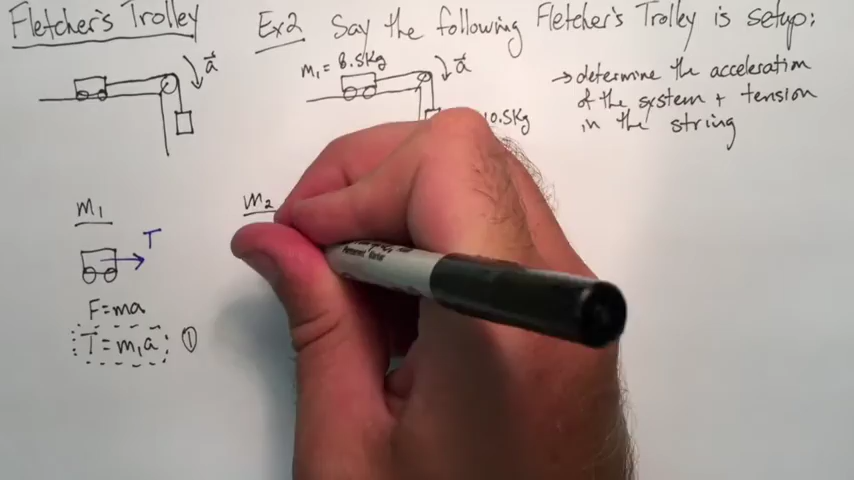 Fletcher's Trolley
Ex2 Say the following Fletcher's Trolley is setup:
a
m₁ = 8.5kg
a
0.5kg
→ determine the acceleration
of the system + tension
in the string
m₁
T
F=ma
T=m₁a ①
m₂